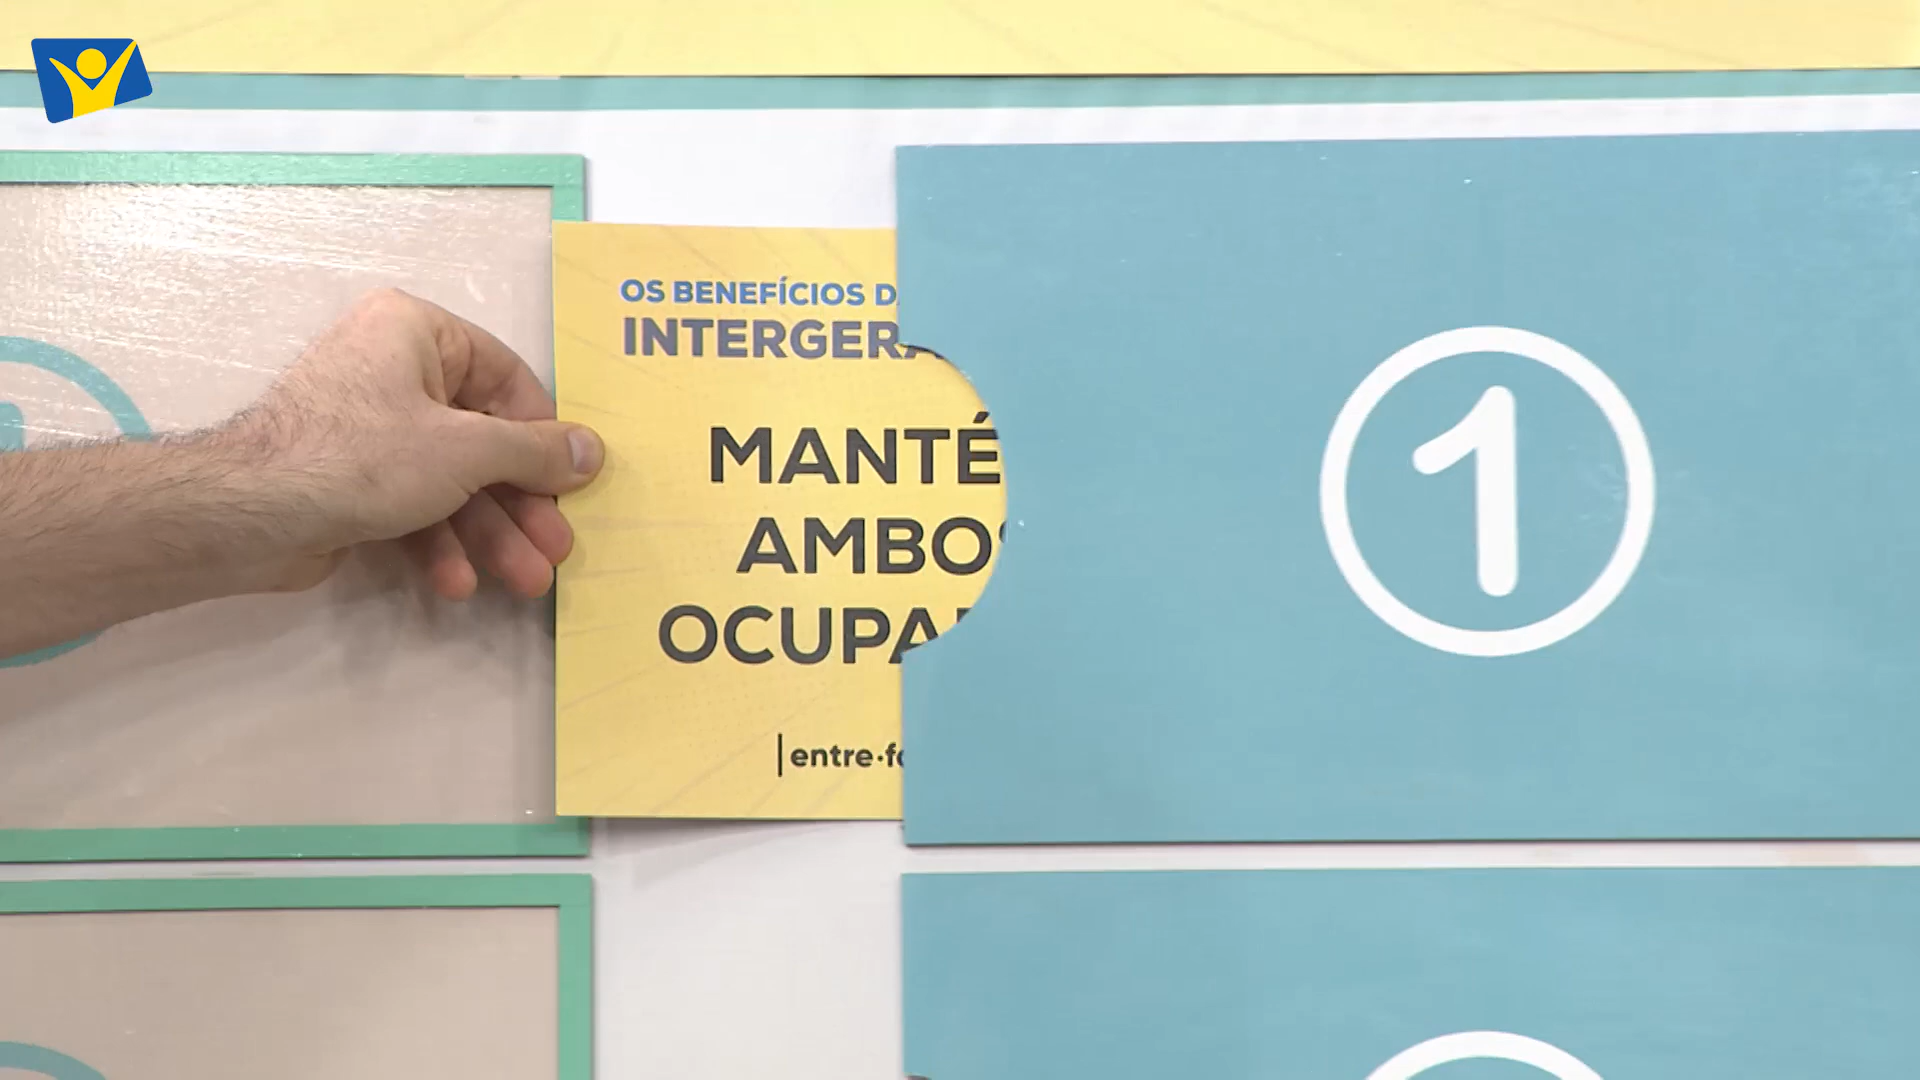 OS BENEFÍCIOS D
INTERGER
MANTÉ
AMBO
OCUPA
1
|entre·f